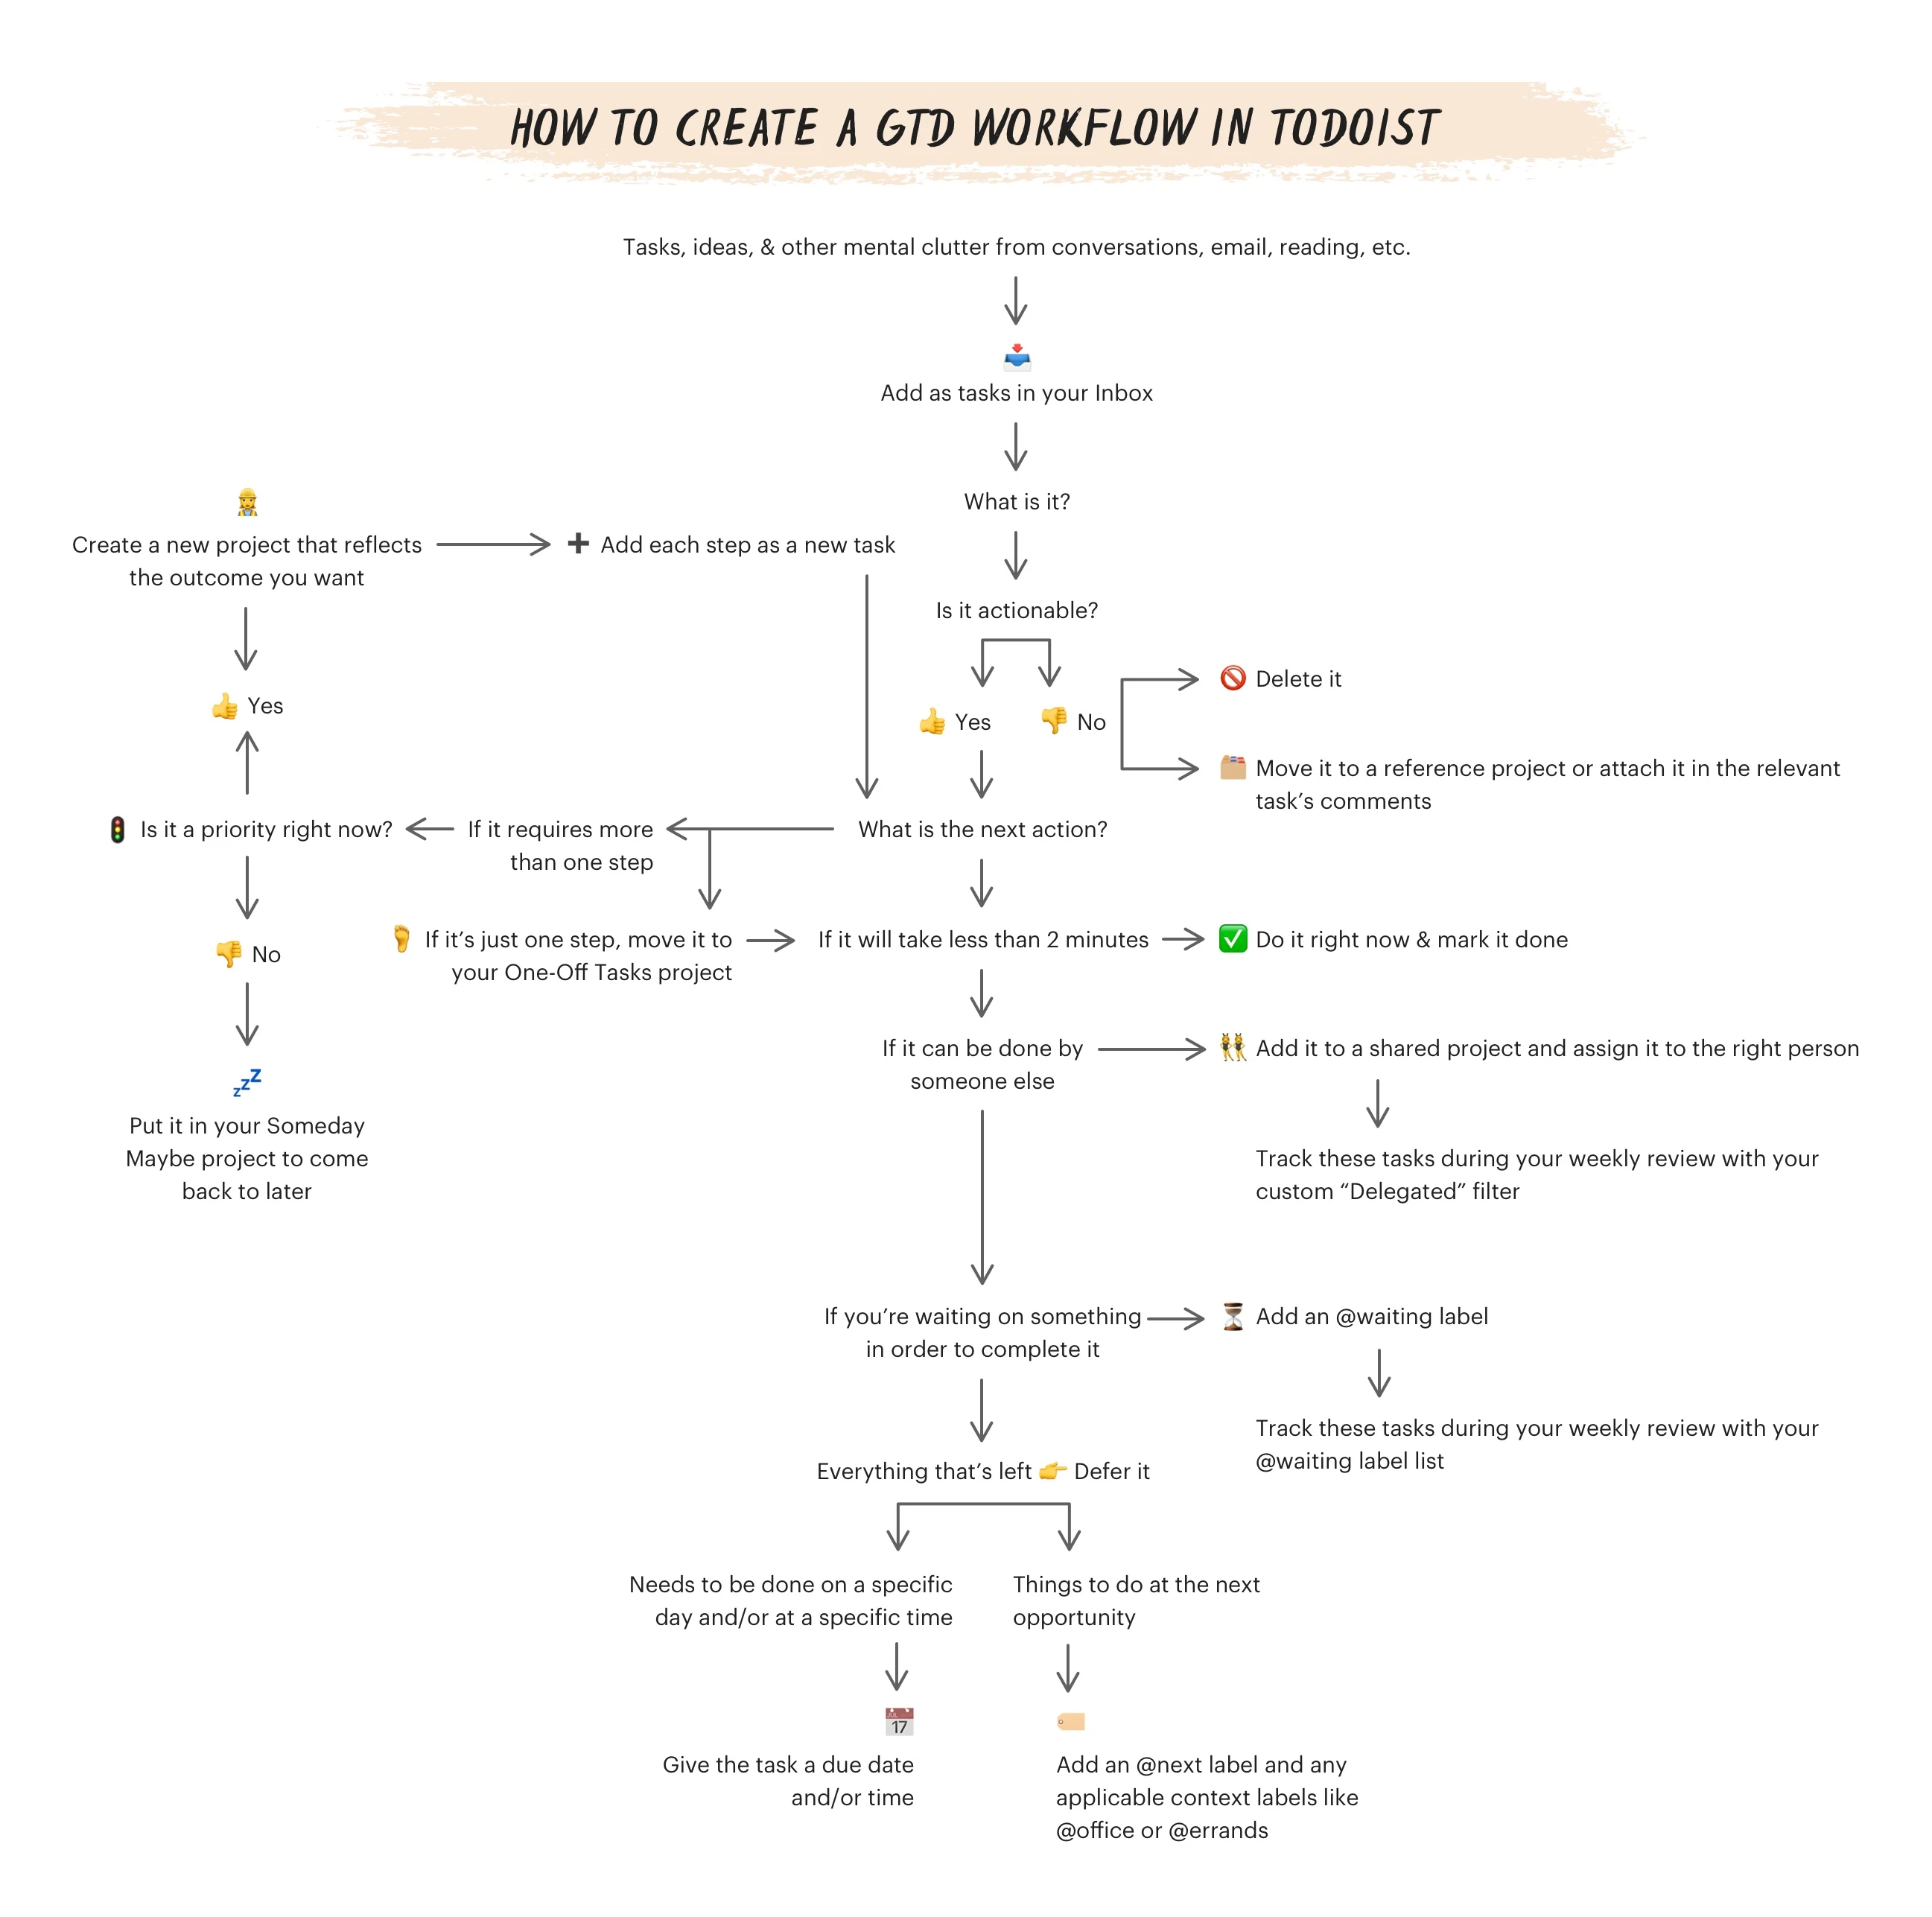 HOW TO CREATE A GTD WORKFLOW IN TODOIST
Tasks, ideas, & other mental clutter from conversations, email, reading, etc.
Add as tasks in your Inbox
What is it?
Create a new project that reflects
the outcome you want
Add each step as a new task
Is it actionable?
Yes
Yes
No
Delete it
Move it to a reference project or attach it in the relevant
task’s comments
Is it a priority right now?
If it requires more
than one step
What is the next action?
No
If it’s just one step, move it to
your One-Off Tasks project
If it will take less than 2 minutes
Do it right now & mark it done
If it can be done by
someone else
Add it to a shared project and assign it to the right person
Put it in your Someday
Maybe project to come
back to later
Track these tasks during your weekly review with your
custom “Delegated” filter
If you’re waiting on something
in order to complete it
Add an @waiting label
Track these tasks during your weekly review with your
@waiting label list
Everything that’s left 👉 Defer it
Needs to be done on a specific
day and/or at a specific time
Things to do at the next
opportunity
17
Give the task a due date
and/or time
Add an @next label and any
applicable context labels like
@office or @errands